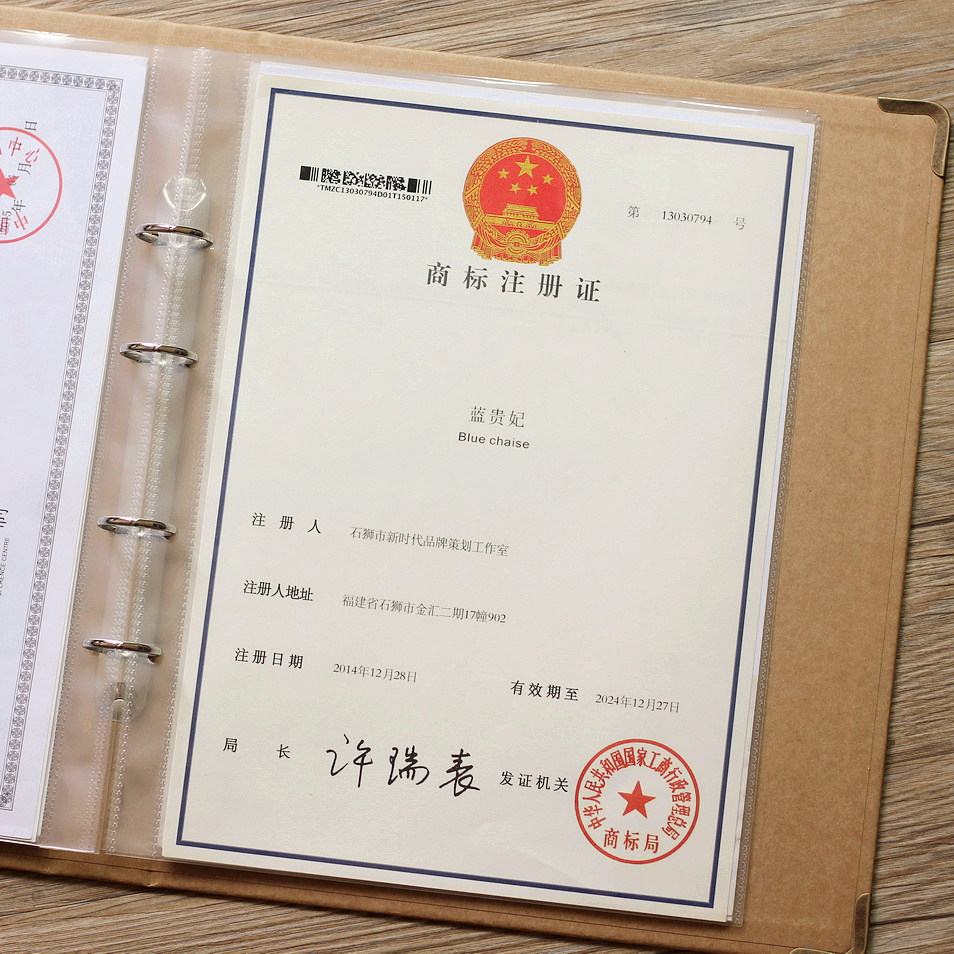 日
月
年
中心
*TMZC13030794D01T150117*
第 13030794 号
商标注册证
蓝贵妃
Blue chaise
注册人 石狮市新时代品牌策划工作室
注册人地址 福建省石狮市金汇二期17幢902
注册日期 2014年12月28日
有效期至 2024年12月27日
局长 许瑞表
发证机关
中华人民共和国国家工商行政管理总局
商标局